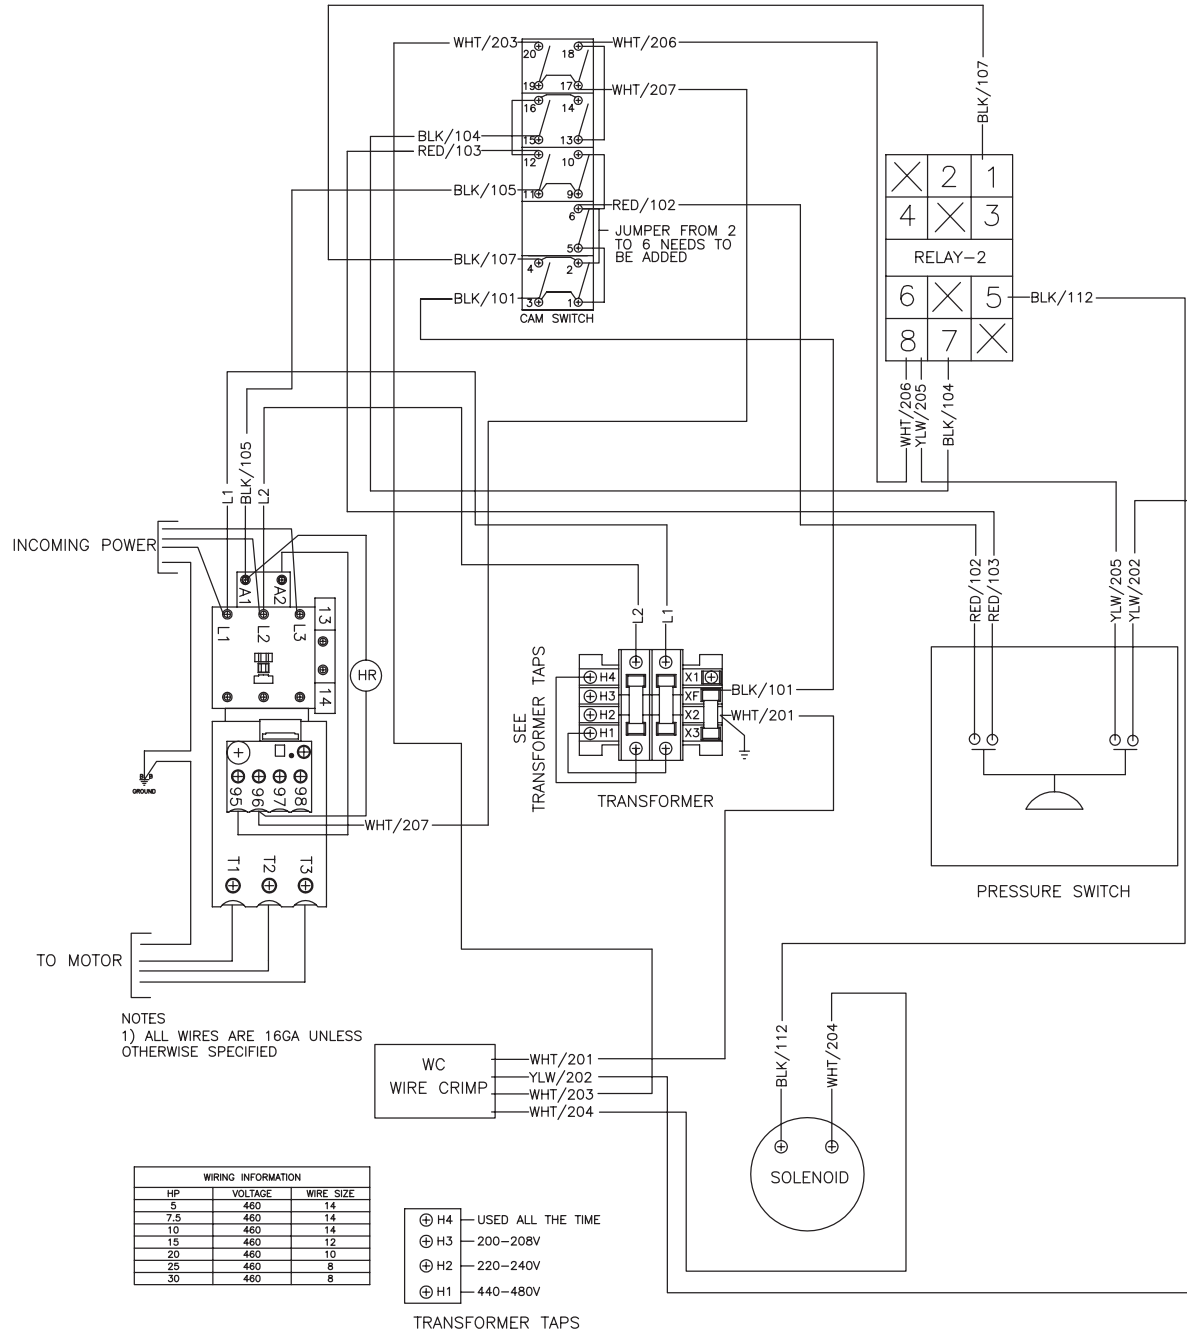 WHT/203
20
18
WHT/206
19
17
WHT/207
BLK/107
16
14
BLK/104
15
13
RED/103
12
10
BLK/105
11
9
6
RED/102
JUMPER FROM 2
TO 6 NEEDS TO
BE ADDED
5
BLK/107
4
2
BLK/101
3
1
CAM SWITCH
2
1
4
3
RELAY-2
6
5
BLK/112
8
7
WHT/206
YLW/205
BLK/104
L1
BLK/105
L2
INCOMING POWER
A1
A2
L1
L2
L3
13
14
HR
95
96
97
98
WHT/207
GROUND
T1
T2
T3
TO MOTOR
L2
L1
SEE
TRANSFORMER TAPS
H4
H3
H2
H1
X1
XF
X2
X3
BLK/101
WHT/201
TRANSFORMER
RED/102
RED/103
YLW/205
YLW/202
PRESSURE SWITCH
NOTES
1) ALL WIRES ARE 16GA UNLESS
OTHERWISE SPECIFIED
WC
WIRE CRIMP
WHT/201
YLW/202
WHT/203
WHT/204
BLK/112
WHT/204
SOLENOID
WIRING INFORMATION
HP VOLTAGE WIRE SIZE
5 460 14
7.5 460 14
10 460 14
15 460 12
20 460 10
25 460 8
30 460 8
H4 USED ALL THE TIME
H3 200-208V
H2 220-240V
H1 440-480V
TRANSFORMER TAPS